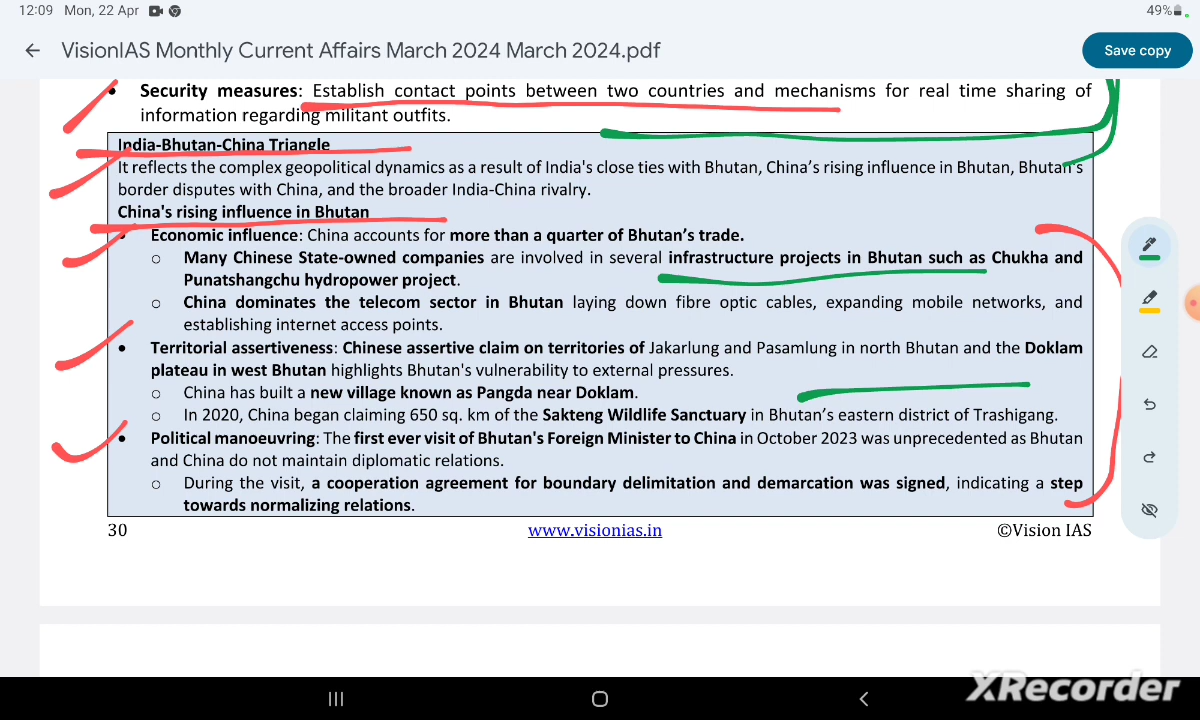 12:09 Mon, 22 Apr
49%
VisionIAS Monthly Current Affairs March 2024 March 2024.pdf
Save copy
• Security measures: Establish contact points between two countries and mechanisms for real time sharing of
information regarding militant outfits.
India-Bhutan-China Triangle
It reflects the complex geopolitical dynamics as a result of India's close ties with Bhutan, China’s rising influence in Bhutan, Bhutan’s
border disputes with China, and the broader India-China rivalry.
China's rising influence in Bhutan
• Economic influence: China accounts for more than a quarter of Bhutan’s trade.
o Many Chinese State-owned companies are involved in several infrastructure projects in Bhutan such as Chukha and
Punatshangchu hydropower project.
o China dominates the telecom sector in Bhutan laying down fibre optic cables, expanding mobile networks, and
establishing internet access points.
• Territorial assertiveness: Chinese assertive claim on territories of Jakarlung and Pasamlung in north Bhutan and the Doklam
plateau in west Bhutan highlights Bhutan's vulnerability to external pressures.
o China has built a new village known as Pangda near Doklam.
o In 2020, China began claiming 650 sq. km of the Sakteng Wildlife Sanctuary in Bhutan’s eastern district of Trashigang.
• Political manoeuvring: The first ever visit of Bhutan's Foreign Minister to China in October 2023 was unprecedented as Bhutan
and China do not maintain diplomatic relations.
o During the visit, a cooperation agreement for boundary delimitation and demarcation was signed, indicating a step
towards normalizing relations.
30
www.visionias.in
©Vision IAS
XRecorder